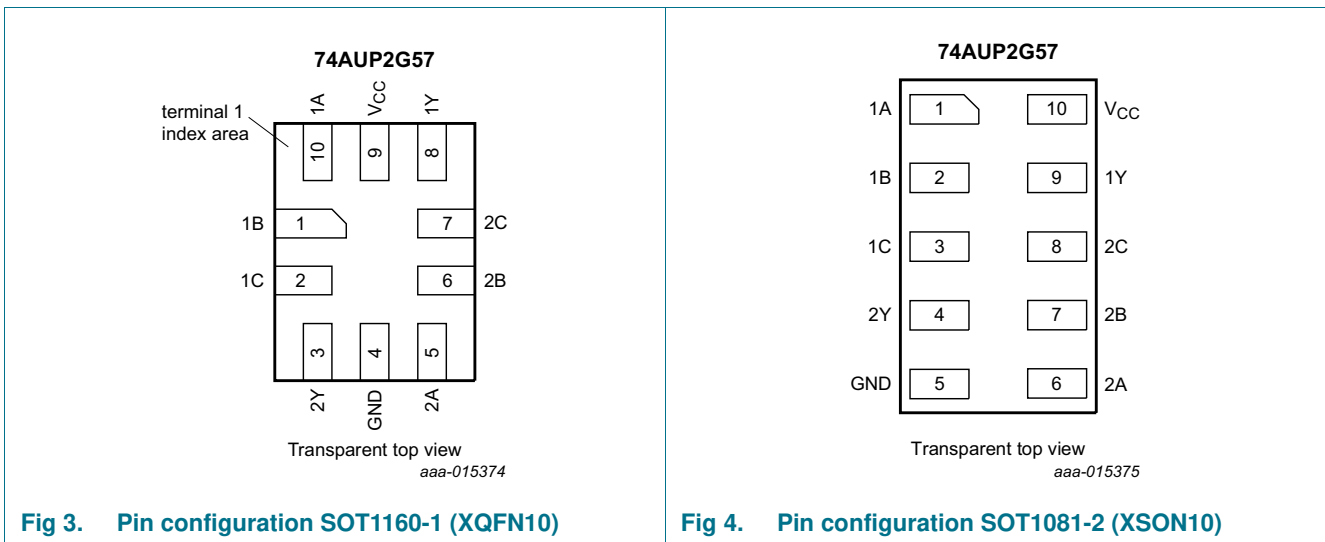 74AUP2G57
terminal 1
index area
1A
VCC
1Y
10
9
8
1B
1
7
2C
1C
2
6
2B
3
4
5
2Y
GND
2A
Transparent top view
aaa-015374
Fig 3. Pin configuration SOT1160-1 (XQFN10)
74AUP2G57
1A 1 10 VCC
1B 2 9 1Y
1C 3 8 2C
2Y 4 7 2B
GND 5 6 2A
Transparent top view
aaa-015375
Fig 4. Pin configuration SOT1081-2 (XSON10)